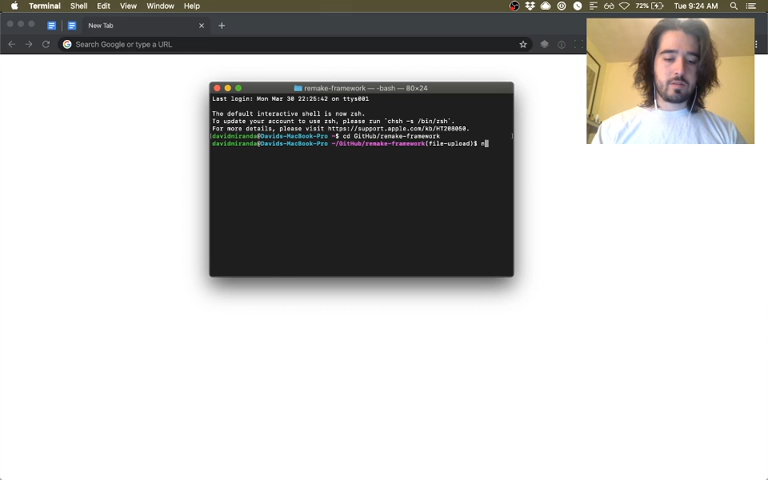 Terminal Shell Edit View Window Help 72% Tue 9:24 AM
New Tab
Search Google or type a URL
remake-framework — -bash — 80×24
Last login: Mon Mar 30 22:25:42 on ttys001
The default interactive shell is now zsh.
To update your account to use zsh, please run `chsh -s /bin/zsh`.
For more details, please visit https://support.apple.com/kb/HT208050.
davidmiranda@Davids-MacBook-Pro ~$ cd GitHub/remake-framework
davidmiranda@Davids-MacBook-Pro ~/GitHub/remake-framework(file-upload)$ n